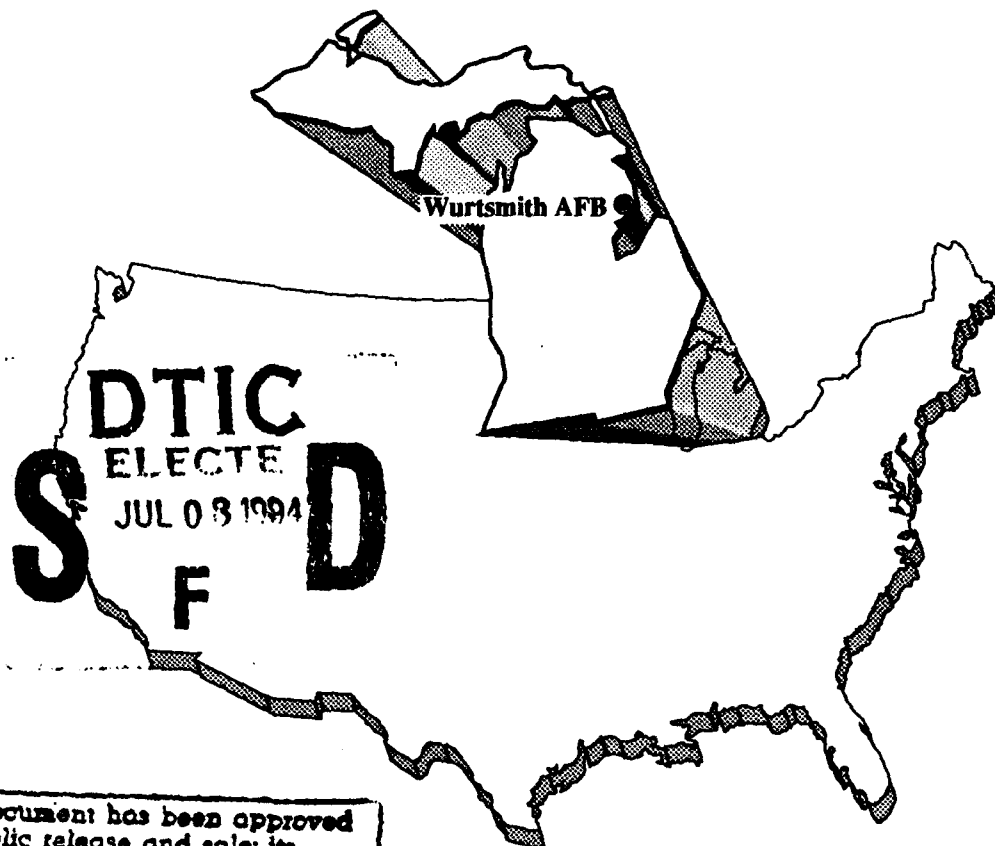 Wurtsmith AFB
DTIC
ELECTE
S D
JUL 0 8 1994
F
ocument has been approved
lic release and sale; its